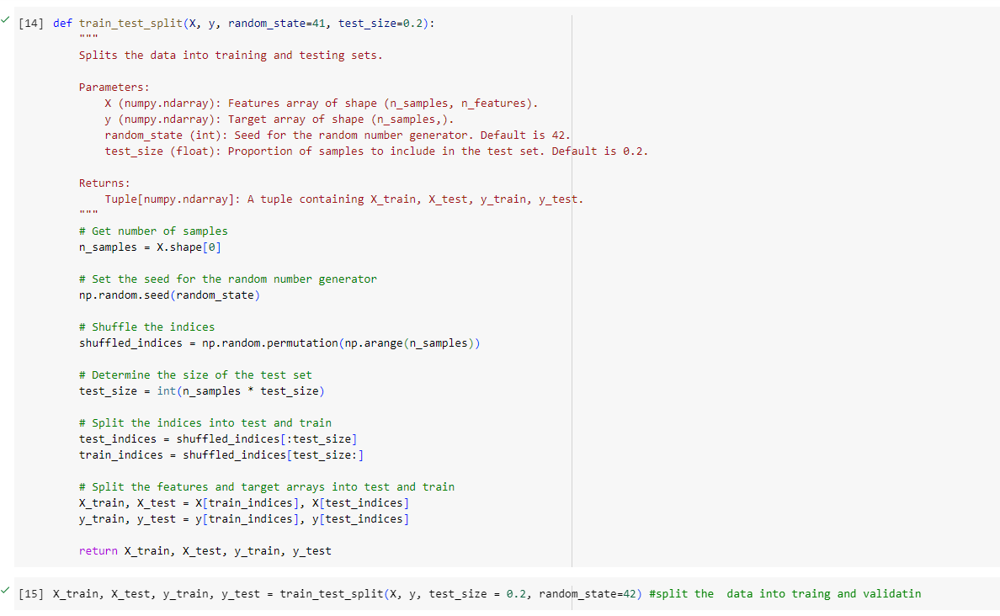 [14] def train_test_split(X, y, random_state=41, test_size=0.2):
"""
Splits the data into training and testing sets.
Parameters:
X (numpy.ndarray): Features array of shape (n_samples, n_features).
y (numpy.ndarray): Target array of shape (n_samples,).
random_state (int): Seed for the random number generator. Default is 42.
test_size (float): Proportion of samples to include in the test set. Default is 0.2.
Returns:
Tuple[numpy.ndarray]: A tuple containing X_train, X_test, y_train, y_test.
"""
# Get number of samples
n_samples = X.shape[0]
# Set the seed for the random number generator
np.random.seed(random_state)
# Shuffle the indices
shuffled_indices = np.random.permutation(np.arange(n_samples))
# Determine the size of the test set
test_size = int(n_samples * test_size)
# Split the indices into test and train
test_indices = shuffled_indices[:test_size]
train_indices = shuffled_indices[test_size:]
# Split the features and target arrays into test and train
X_train, X_test = X[train_indices], X[test_indices]
y_train, y_test = y[train_indices], y[test_indices]
return X_train, X_test, y_train, y_test
[15] X_train, X_test, y_train, y_test = train_test_split(X, y, test_size = 0.2, random_state=42) #split the  data into traing and validatin